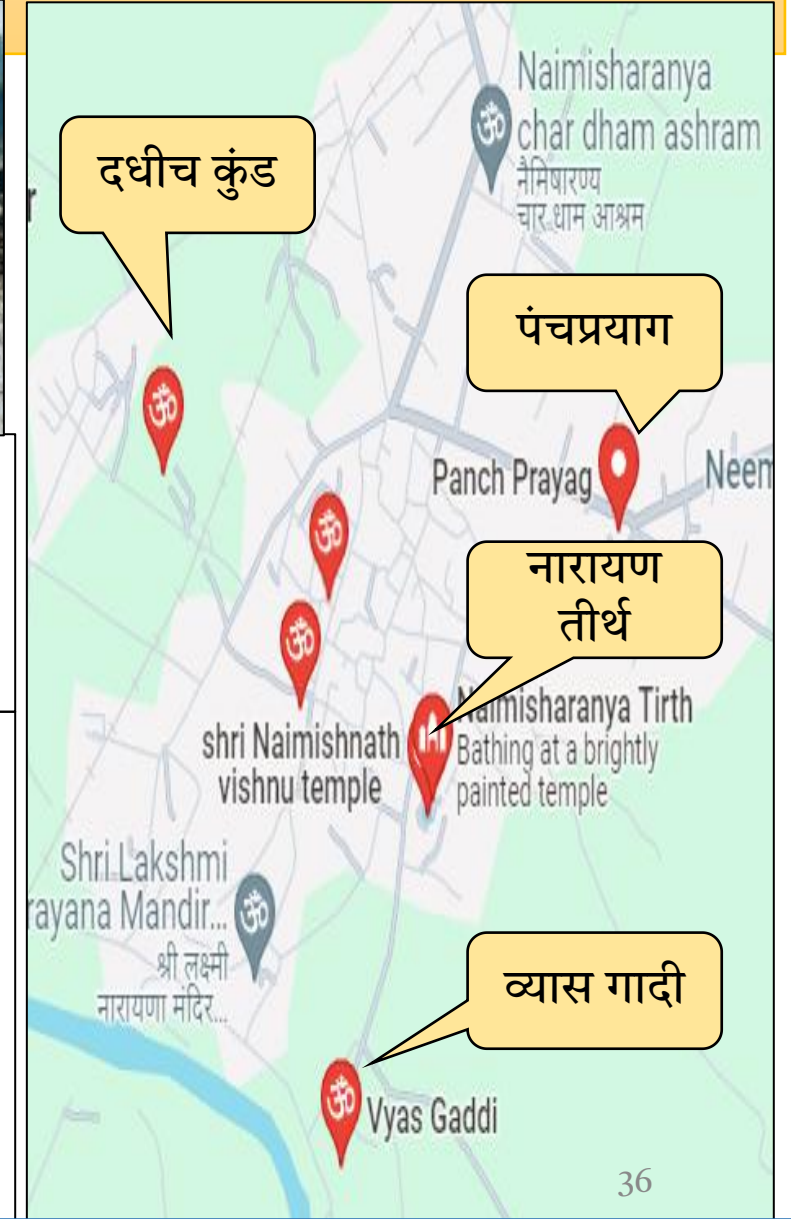 Naimisharanya
char dham ashram
नैमिषारण्य
चार धाम आश्रम
दधीच कुंड
पंचप्रयाग
Panch Prayag
Neem
नारायण
तीर्थ
Naimisharanya Tirth
Bathing at a brightly
painted temple
shri Naimishnath
vishnu temple
Shri Lakshmi
rayana Mandir...
श्री लक्ष्मी
नारायणा मंदिर...
व्यास गादी
Vyas Gaddi
36